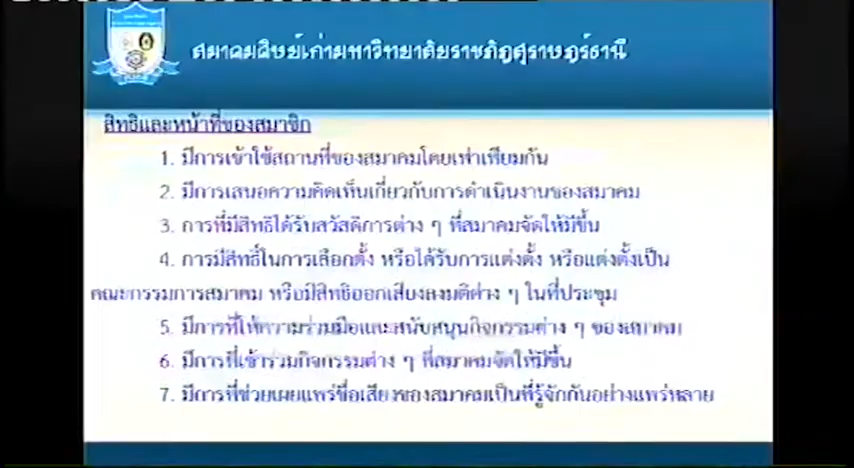 สมาคมศิษย์เก่ามหาวิทยาลัยราชภัฏสุราษฎร์ธานี
สิทธิและหน้าที่ของสมาชิก
1. มีการเข้าใช้สถานที่ของสมาคมโดยเท่าเทียมกัน
2. มีการเสนอความคิดเห็นเกี่ยวกับการดำเนินงานของสมาคม
3. การที่มีสิทธิได้รับสวัสดิการต่าง ๆ ที่สมาคมจัดให้มีขึ้น
4. การมีสิทธิ์ในการเลือกตั้ง หรือได้รับการแต่งตั้ง หรือแต่งตั้งเป็น
คณะกรรมการสมาคม หรือมีสิทธิออกเสียงลงมติต่าง ๆ ในที่ประชุม
5. มีการที่ให้ความร่วมมือและสนับสนุนกิจกรรมต่าง ๆ ของสมาคม
6. มีการที่เข้าร่วมกิจกรรมต่าง ๆ ที่สมาคมจัดให้มีขึ้น
7. มีการที่ช่วยเผยแพร่ชื่อเสียงของสมาคมเป็นที่รู้จักกันอย่างแพร่หลาย